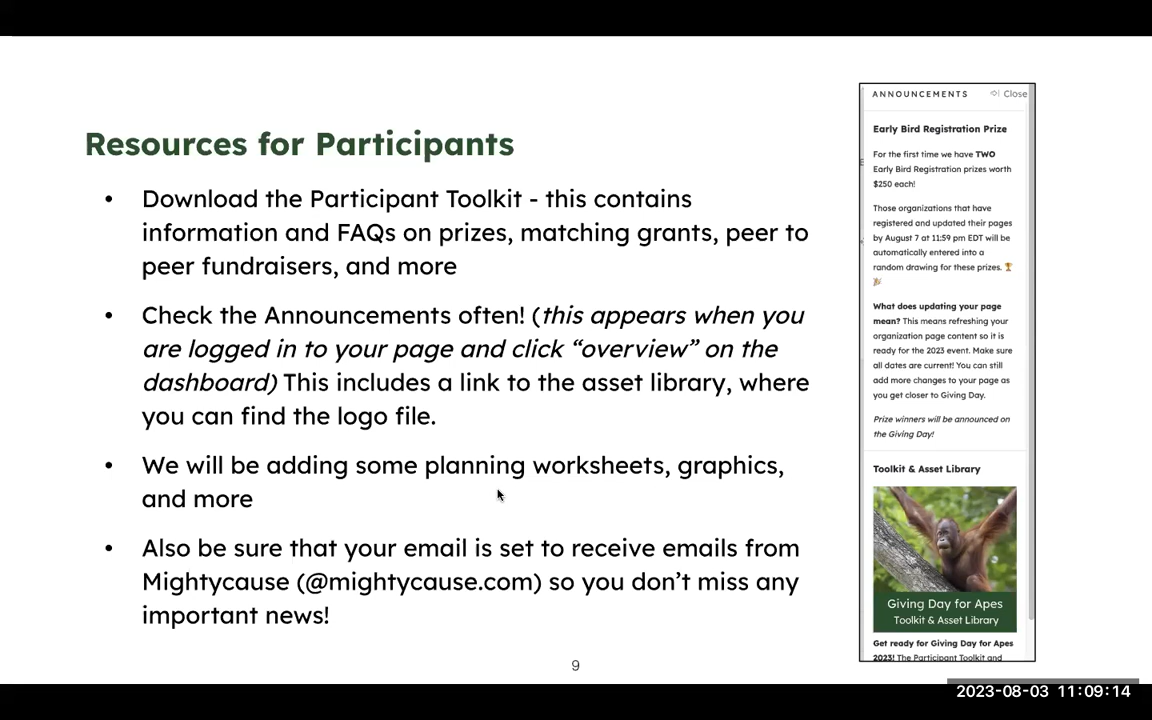 Resources for Participants
• Download the Participant Toolkit - this contains
information and FAQs on prizes, matching grants, peer to
peer fundraisers, and more
• Check the Announcements often! (this appears when you
are logged in to your page and click “overview” on the
dashboard) This includes a link to the asset library, where
you can find the logo file.
• We will be adding some planning worksheets, graphics,
and more
• Also be sure that your email is set to receive emails from
Mightycause (@mightycause.com) so you don’t miss any
important news!
9
ANNOUNCEMENTS
Close
Early Bird Registration Prize
For the first time we have TWO
Early Bird Registration prizes worth
$250 each!
Those organizations that have
registered and updated their pages
by August 7 at 11:59 pm EDT will be
automatically entered into a
random drawing for these prizes. 🏆
🎉
What does updating your page
mean? This means refreshing your
organization page content so it is
ready for the 2023 event. Make sure
all dates are current! You can still
add more changes to your page as
you get closer to Giving Day.
Prize winners will be announced on
the Giving Day!
Toolkit & Asset Library
Giving Day for Apes
Toolkit & Asset Library
Get ready for Giving Day for Apes
2023! The Participant Toolkit and
2023-08-03 11:09:14